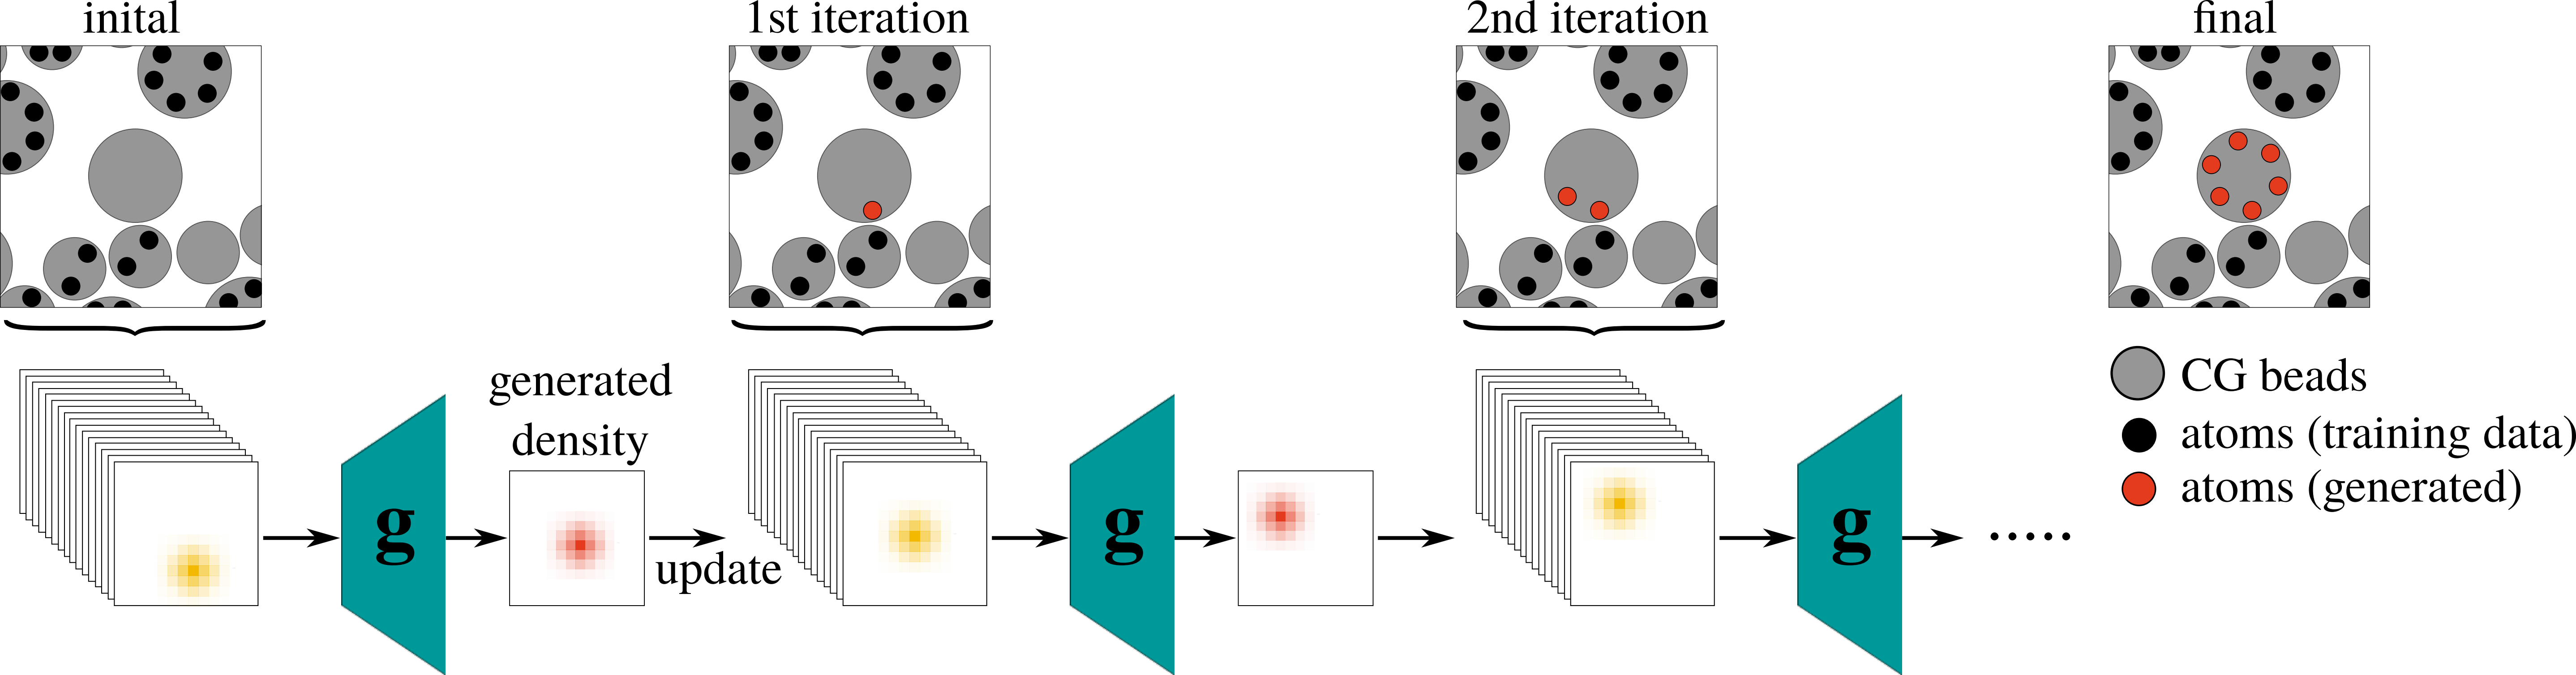 inital
1st iteration
2nd iteration
final
generated
density
update
g
g
g
.....
CG beads
atoms (training data)
atoms (generated)